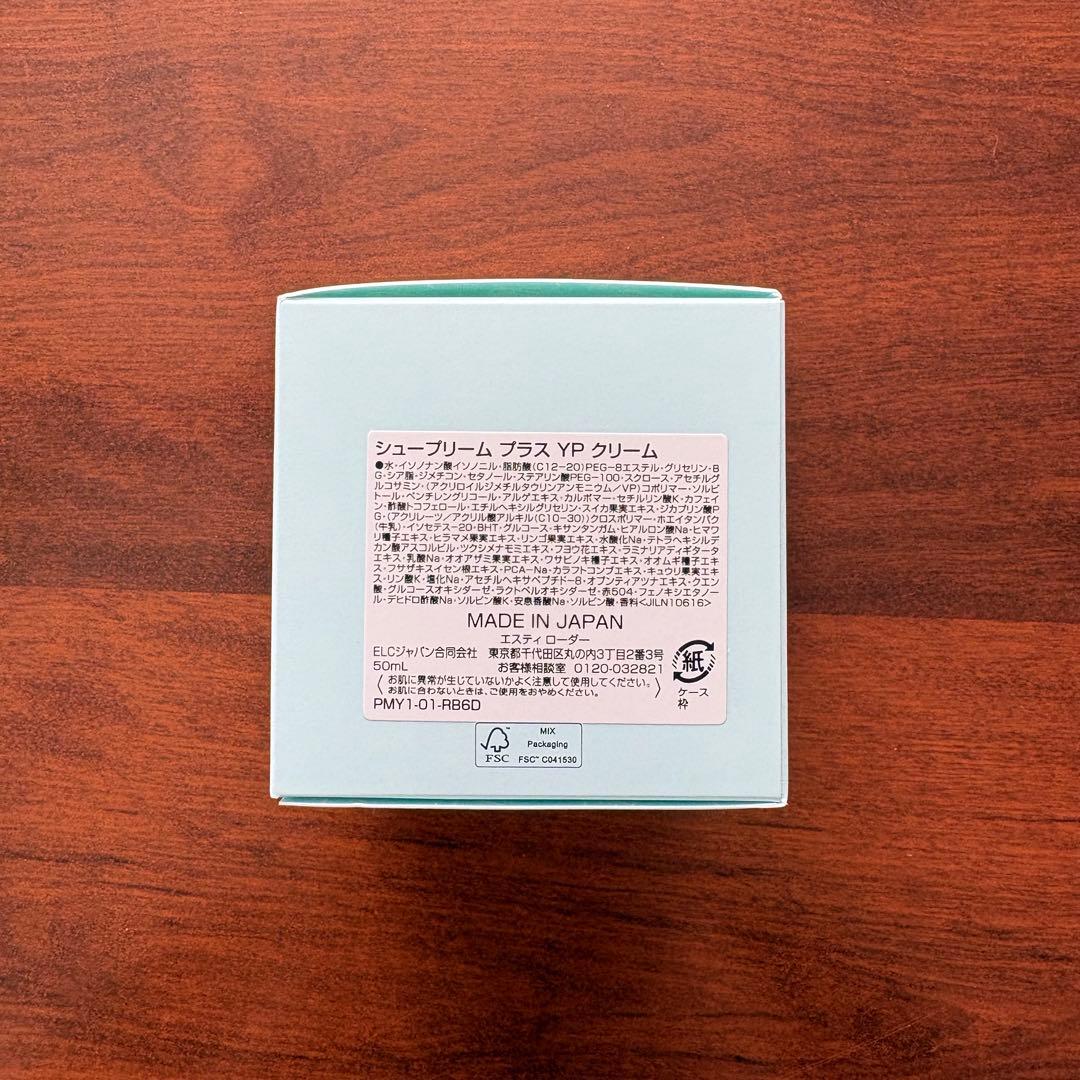 シュープリーム プラス YP クリーム
●水・イソノナン酸イソノニル・脂肪酸(C12-20)PEG-8エステル・グリセリン・B
G・シア脂・ジメチコン・セタノール・ステアリン酸PEG-100・スクロース・アセチルグ
ルコサミン・(アクリロイルジメチルタウリンアンモニウム/VP)コポリマー・ソルビ
トール・ペンチレングリコール・アルゲエキス・カルボマー・セチルリン酸K・カフェイ
ン・酢酸トコフェロール・エチルヘキシルグリセリン・スイカ果実エキス・ジカプリン酸P
G・(アクリレーツ/アクリル酸アルキル(C10-30))クロスポリマー・ホエイタンパク
(牛乳)・イソセテス-20・BHT・グルコース・キサンタンガム・ヒアルロン酸Na・ヒマワ
リ種子エキス・ヒラマメ果実エキス・リンゴ果実エキス・水酸化Na・テトラヘキシルデ
カン酸アスコルビル・ツクシメナモミエキス・フヨウ花エキス・ラミナリアディギタータ
エキス・乳酸Na・オオアザミ果実エキス・ワサビノキ種子エキス・オオムギ種子エキ
ス・フサザキスイセン根エキス・PCA-Na・カラフトコンブエキス・キュウリ果実エキ
ス・リン酸K・塩化Na・アセチルヘキサペプチド-8・オプンティアツナエキス・クエン
酸・グルコースオキシダーゼ・ラクトペルオキシダーゼ・赤504・フェノキシエタノー
ル・デヒドロ酢酸Na・ソルビン酸K・安息香酸Na・ソルビン酸・香料<JILN10616>
MADE IN JAPAN
エスティ ローダー
ELCジャパン合同会社 東京都千代田区丸の内3丁目2番3号
50mL お客様相談室 0120-032821
お肌に異常が生じていないかよく注意して使用してください。
お肌に合わないときは、ご使用をおやめください。
PMY1-01-RB6D
紙
ケース
枠
FSC
MIX
Packaging
FSC™ C041530